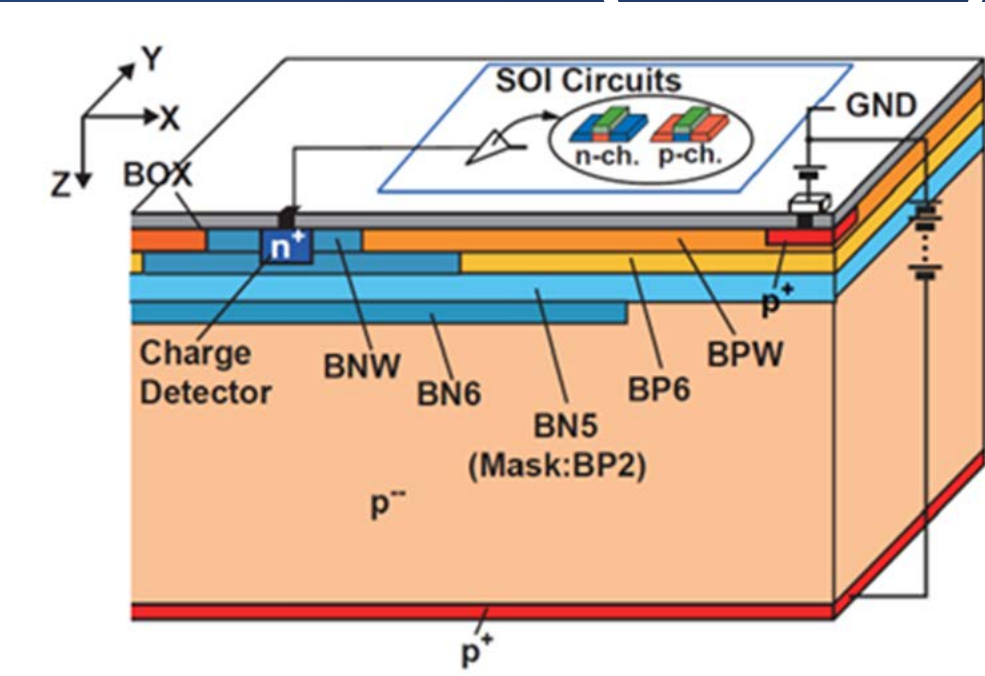 Y
X
Z
SOI Circuits
n-ch. p-ch.
GND
BOX
n+
p+
Charge
Detector
BNW
BN6
BN5
(Mask:BP2)
BP6
BPW
p--
p+